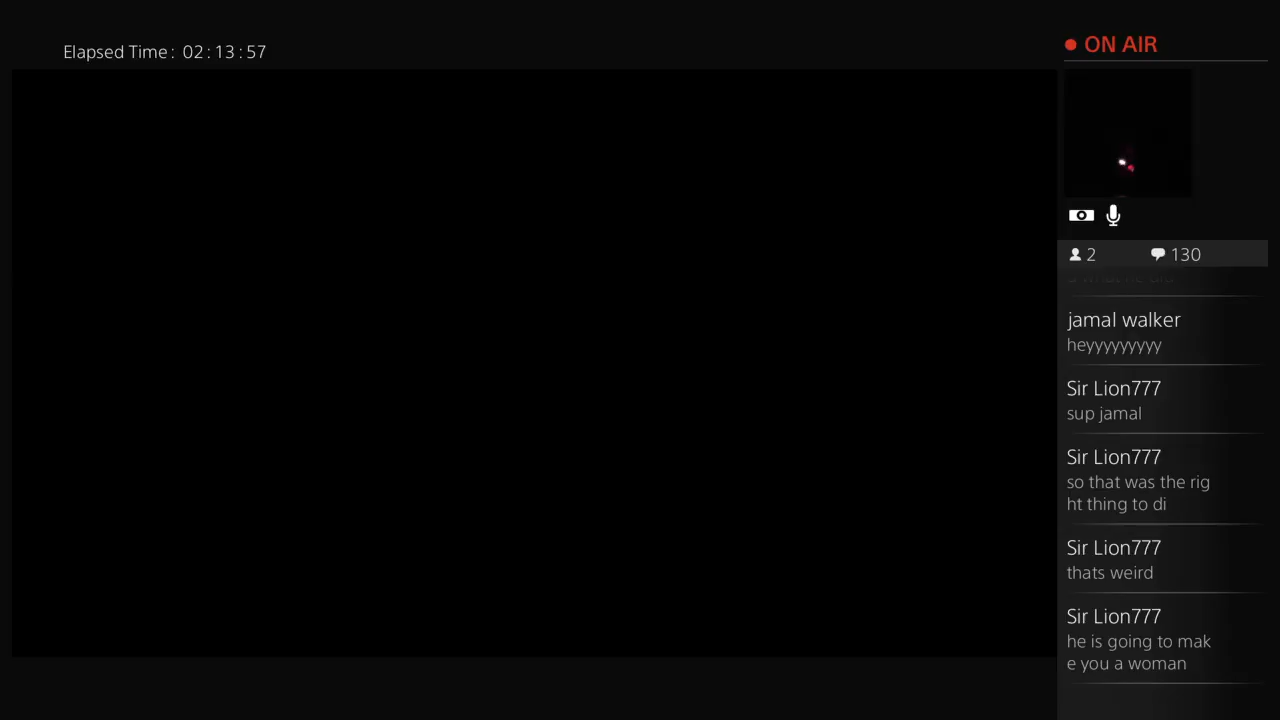 Elapsed Time: 02:13:57
ON AIR
2
130
jamal walker
heyyyyyyyyy
Sir Lion777
sup jamal
Sir Lion777
so that was the rig
ht thing to di
Sir Lion777
thats weird
Sir Lion777
he is going to mak
e you a woman